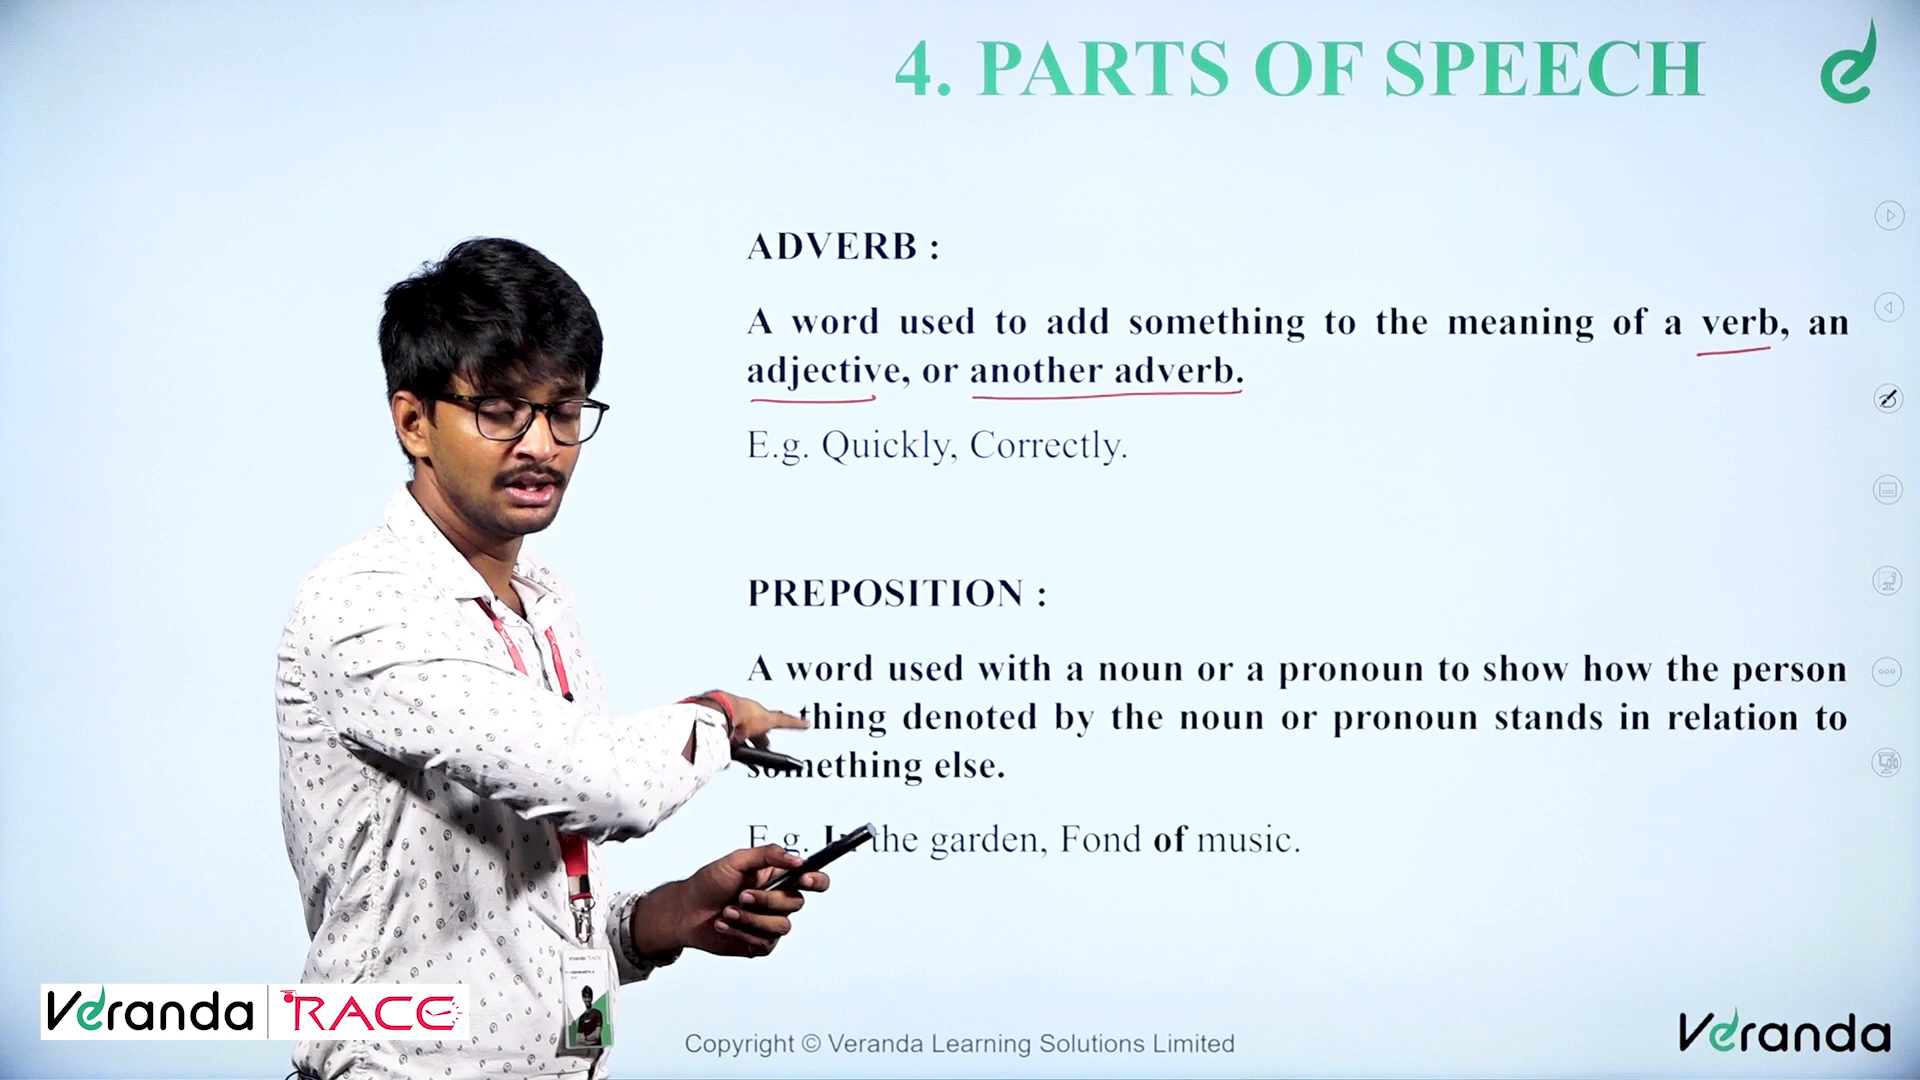 4. PARTS OF SPEECH
ADVERB :
A word used to add something to the meaning of a verb, an
adjective, or another adverb.
E.g. Quickly, Correctly.
PREPOSITION :
A word used with a noun or a pronoun to show how the person
thing denoted by the noun or pronoun stands in relation to
something else.
E.g. In the garden, Fond of music.
Veranda RACE
Copyright © Veranda Learning Solutions Limited
Veranda